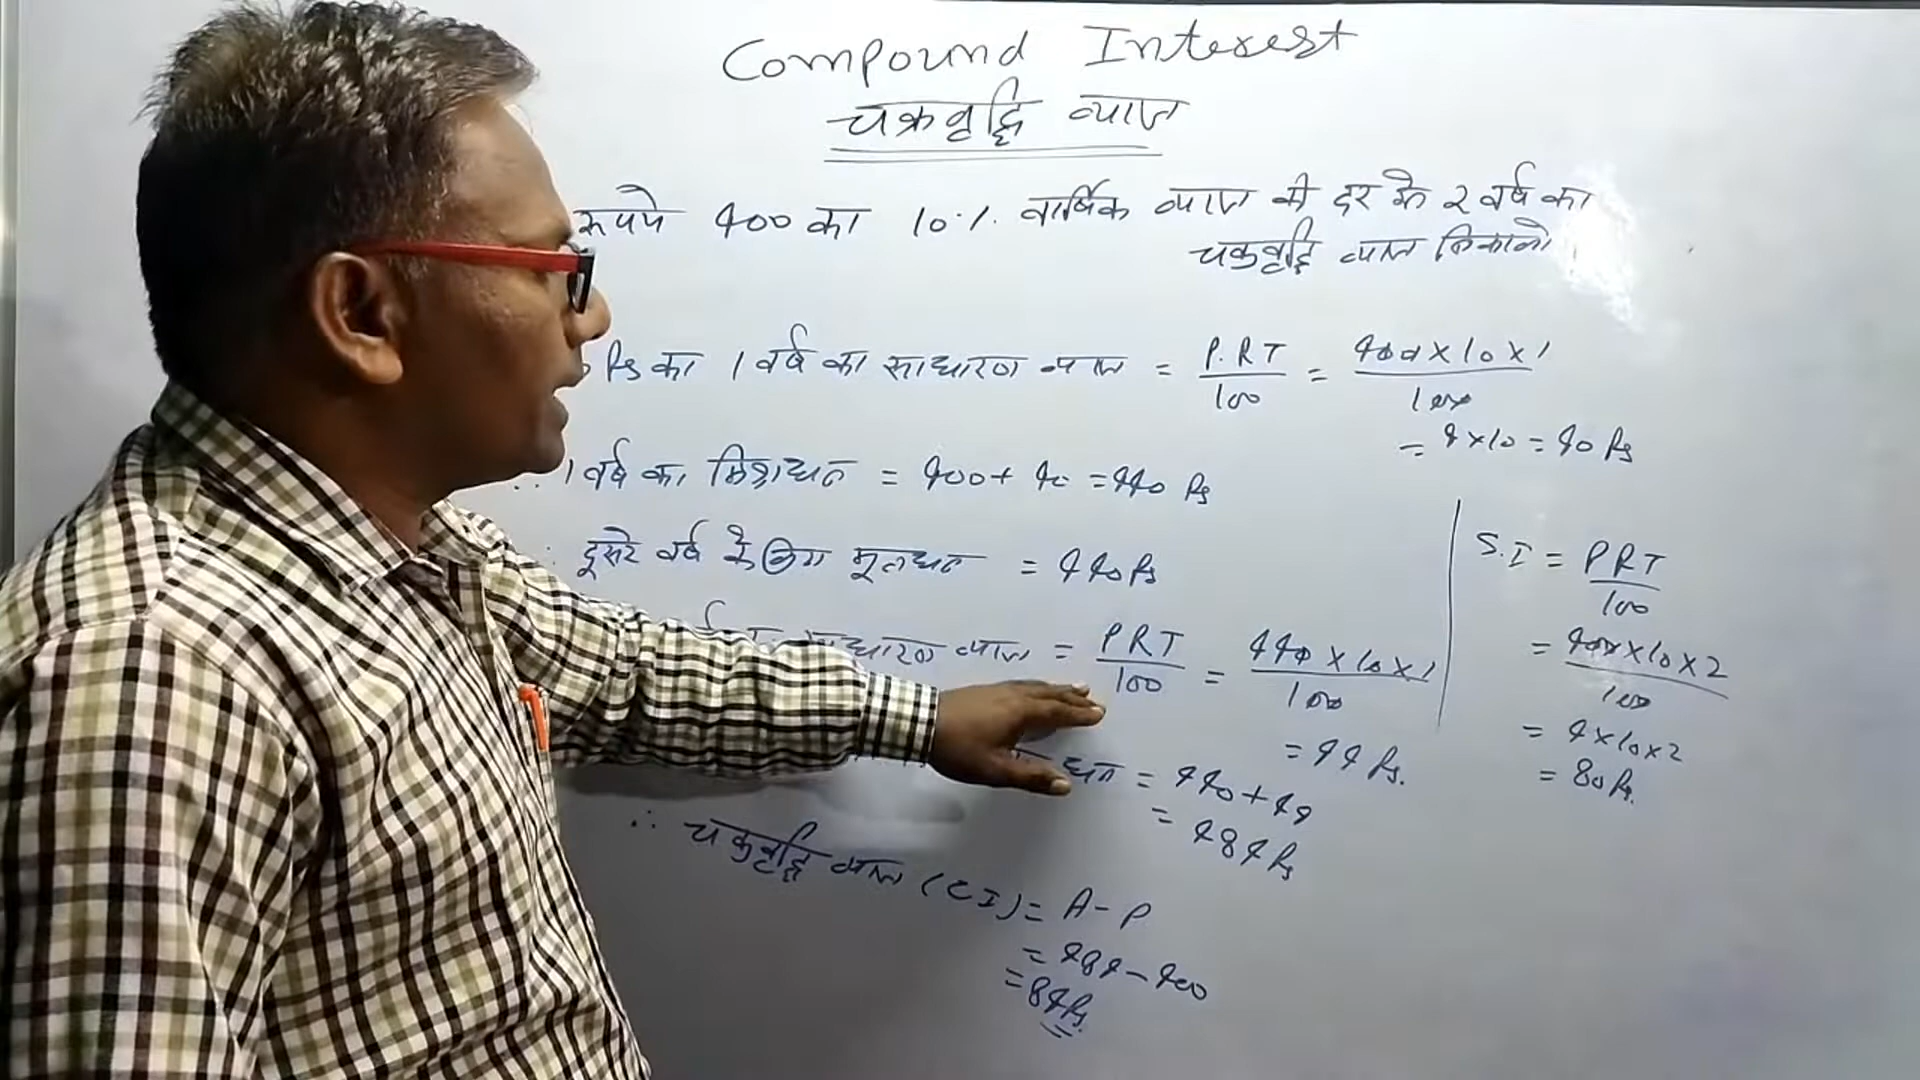 Compound Interest
चक्रवृद्धि व्याज
रूपये 400 का 10% वार्षिक व्याज की दर के 2 वर्ष का
चक्रवृद्धि व्याज निकालो
Rs का 1 वर्ष का साधारण व्याज = P.RT/100 = 400×10×1/100
= 4×10 = 40 Rs
∴ 1 वर्ष का मिश्रधन = 400+40 = 440 Rs
दूसरे वर्ष के लिए मूलधन = 440 Rs
साधारण व्याज = PRT/100 = 440×10×1/100
= 44 Rs.
धन = 440+44
= 484 Rs
∴ चक्रवृद्धि व्याज (CI) = A-P
= 484-400
= 84 Rs.
S.I = PRT/100
= 400×10×2/100
= 4×10×2
= 80 Rs.